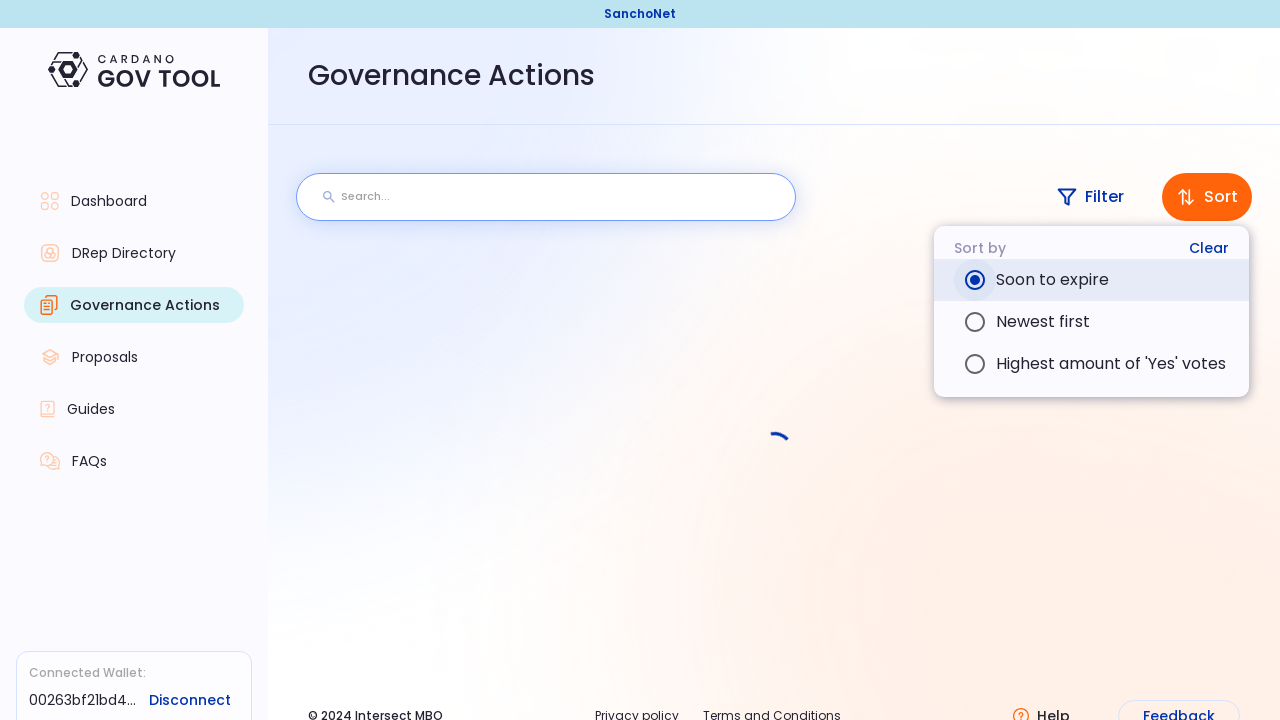 SanchoNet
CARDANO
GOV TOOL
Governance Actions
Dashboard
DRep Directory
Governance Actions
Proposals
Guides
FAQs
Search...
Filter
Sort
Sort by
Clear
Soon to expire
Newest first
Highest amount of 'Yes' votes
Connected Wallet:
00263bf21bd4...
Disconnect
© 2024 Intersect MBO
Privacy policy
Terms and Conditions
Help
Feedback